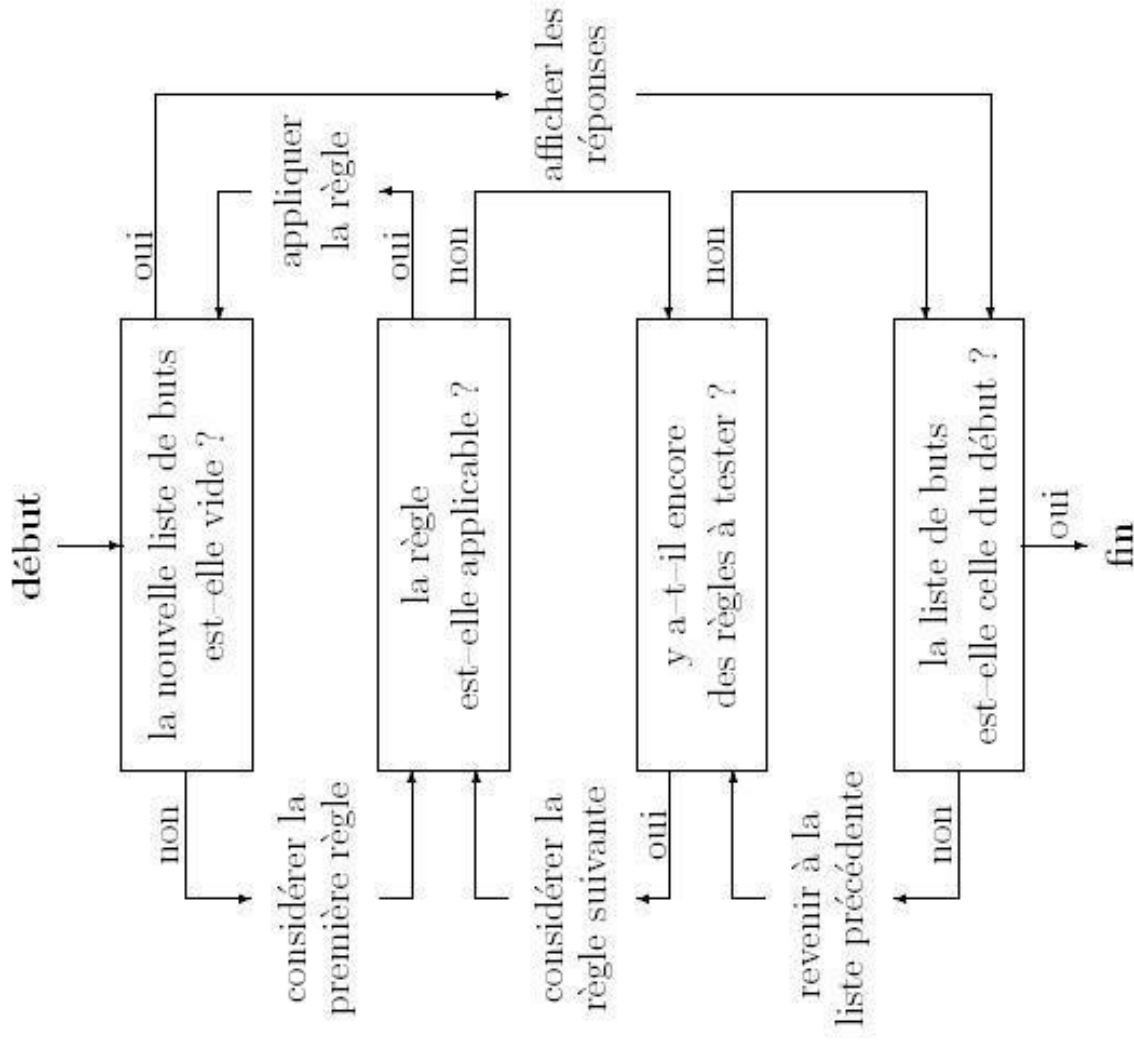 début
la nouvelle liste de buts
est–elle vide ?
oui
non
appliquer
la règle
considérer la
première règle
la règle
est–elle applicable ?
oui
non
afficher les
réponses
considérer la
règle suivante
y a–t–il encore
des règles à tester ?
oui
non
revenir à la
liste précédente
la liste de buts
est–elle celle du début ?
non
oui
fin